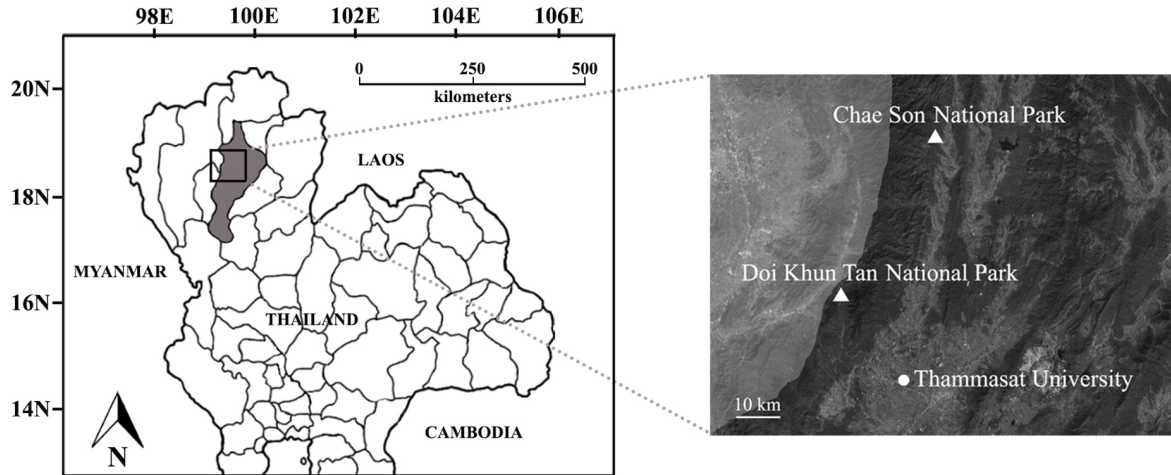 98E 100E 102E 104E 106E
0 250 500
kilometers
20N
18N
16N
14N
LAOS
MYANMAR
THAILAND
CAMBODIA
N
Chae Son National Park
Doi Khun Tan National Park
Thammasat University
10 km